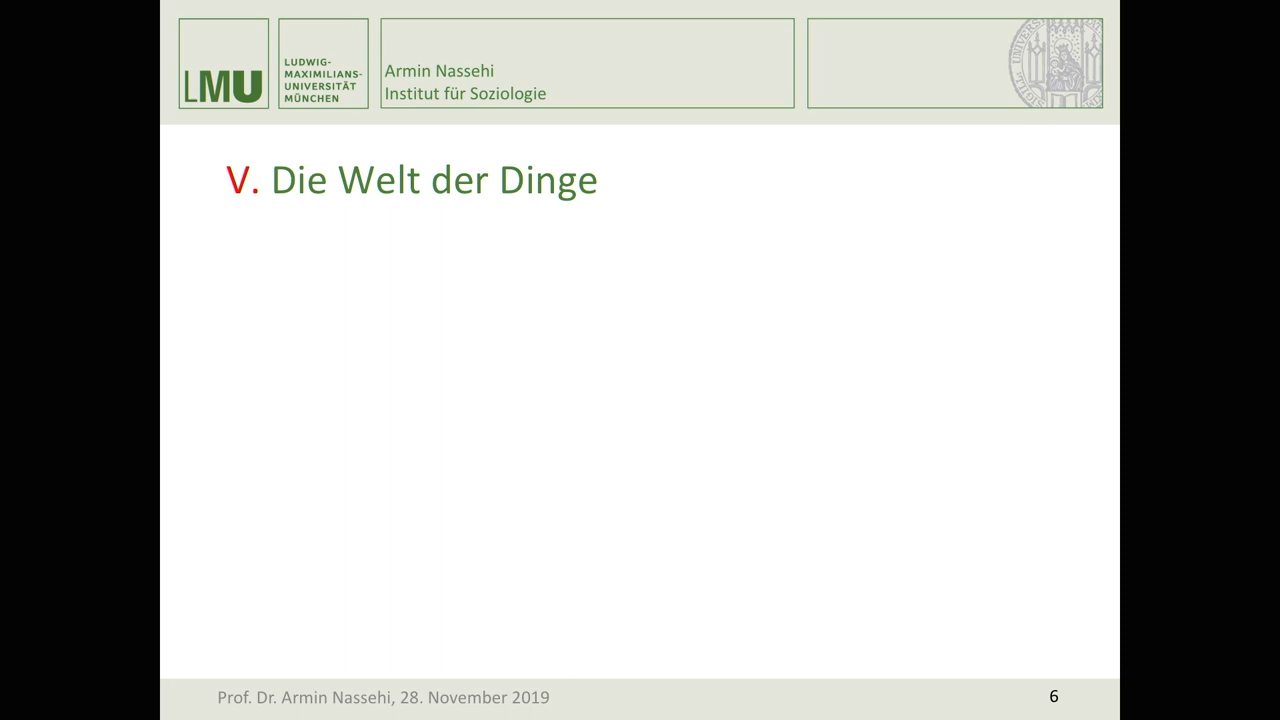 LMU
LUDWIG-
MAXIMILIANS-
UNIVERSITÄT
MÜNCHEN
Armin Nassehi
Institut für Soziologie
V. Die Welt der Dinge
Prof. Dr. Armin Nassehi, 28. November 2019
6